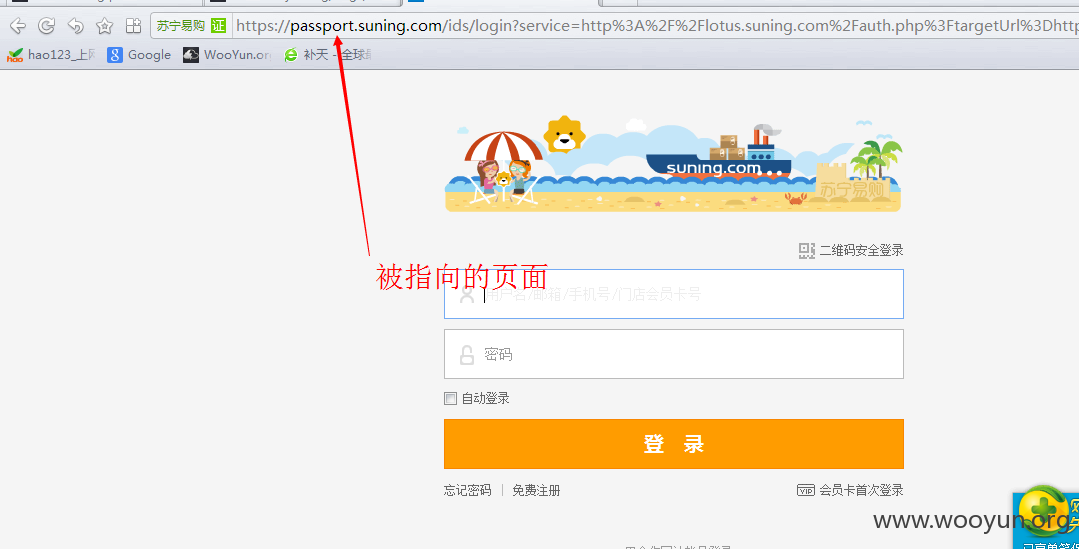 苏宁易购 证 https://passport.suning.com/ids/login?service=http%3A%2F%2Flotus.suning.com%2Fauth.php%3FtargetUrl%3Dhttp
hao123_上 Google WooYun.or 补天 - 全球
suning.com
苏宁易购
二维码安全登录
被指向的页面
用户名/邮箱/手机号/门店会员卡号
密码
自动登录
登 录
忘记密码 | 免费注册 VIP 会员卡首次登录
www.wooyun.org